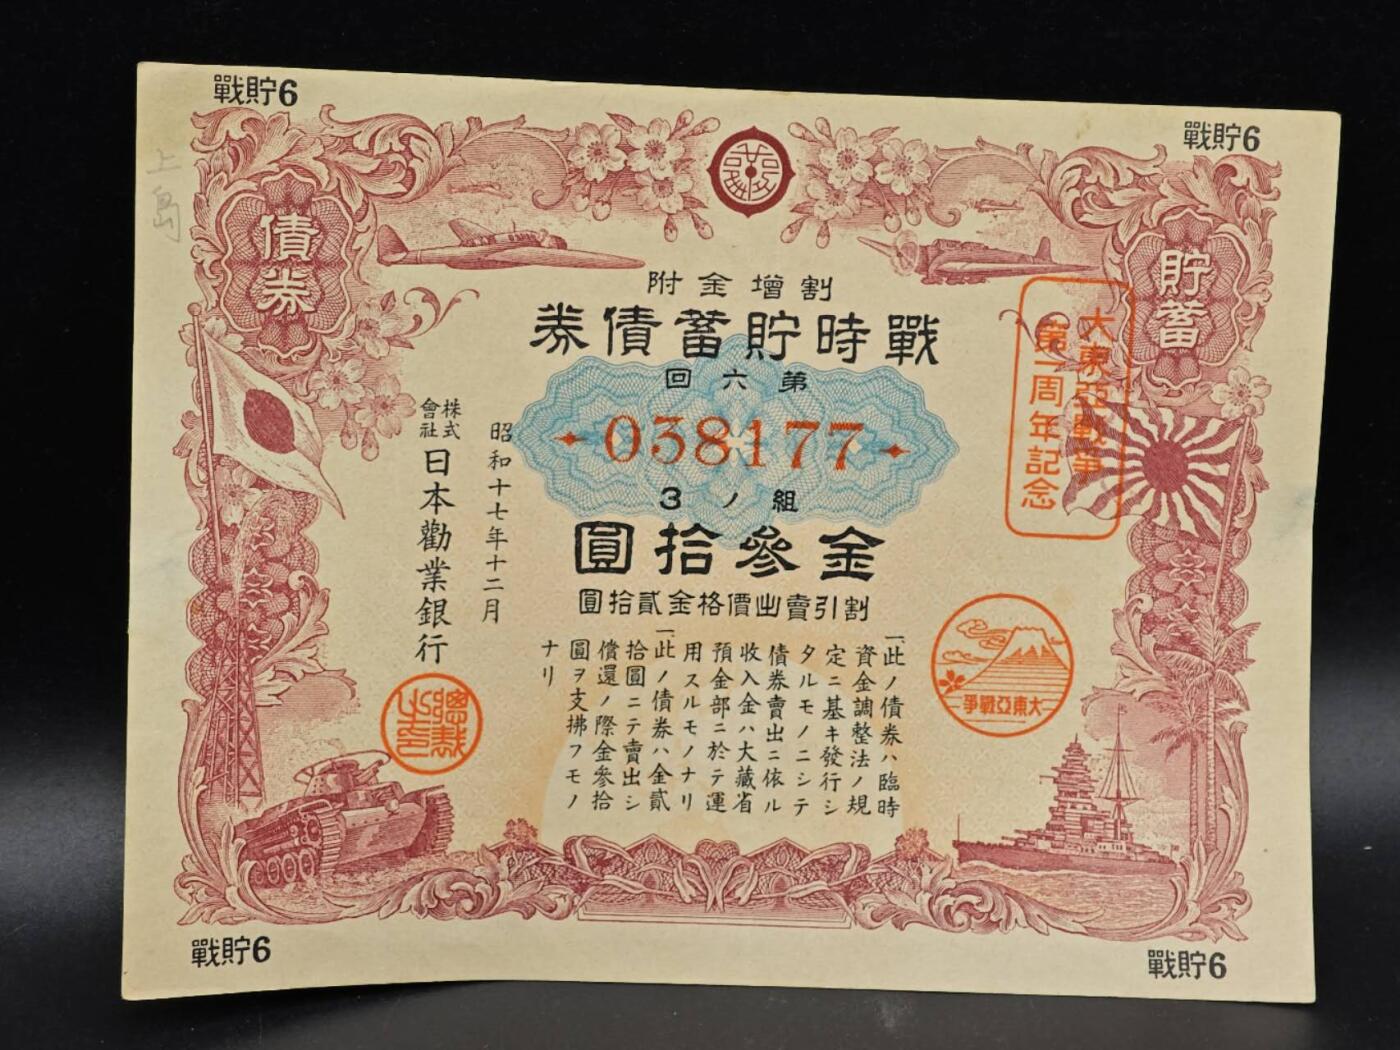 戰貯6
戰貯6
上島
債券
貯蓄
割増金附
戰時貯蓄債券
第六回
038177
3ノ組
金參拾圓
割引賣出價格金貳拾圓
大東亞戰爭
第一周年記念
一、此ノ債券ハ臨時
資金調整法ノ規
定ニ基キ發行シ
タルモノニシテ
債券賣出ニ依ル
收入金ハ大藏省
預金部ニ於テ運
用スルモノナリ
一、此ノ債券ハ金貳
拾圓ニテ賣出シ
償還ノ際金參拾
圓ヲ支拂フモノ
ナリ
昭和十七年十二月
株式會社日本勸業銀行
總裁之印
大東亞戰爭
戰貯6
戰貯6